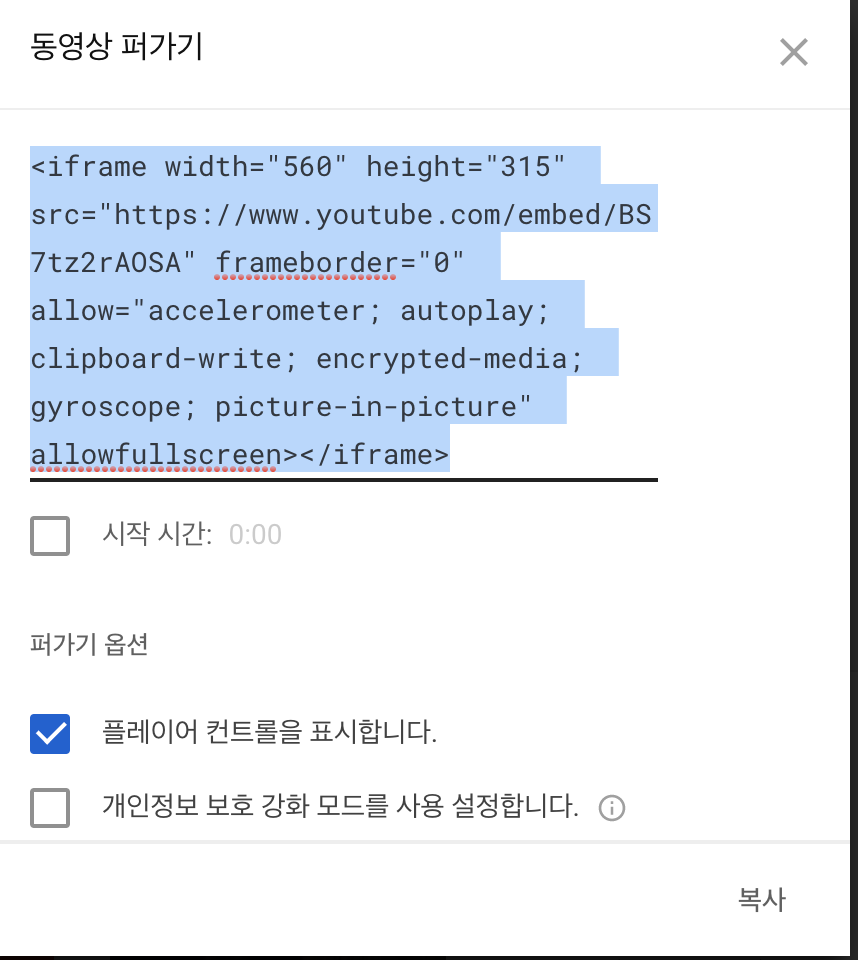 동영상 퍼가기
<iframe width="560" height="315"
src="https://www.youtube.com/embed/BS
7tz2rAOSA" frameborder="0"
allow="accelerometer; autoplay;
clipboard-write; encrypted-media;
gyroscope; picture-in-picture"
allowfullscreen></iframe>
시작 시간: 0:00
퍼가기 옵션
플레이어 컨트롤을 표시합니다.
개인정보 보호 강화 모드를 사용 설정합니다.
복사